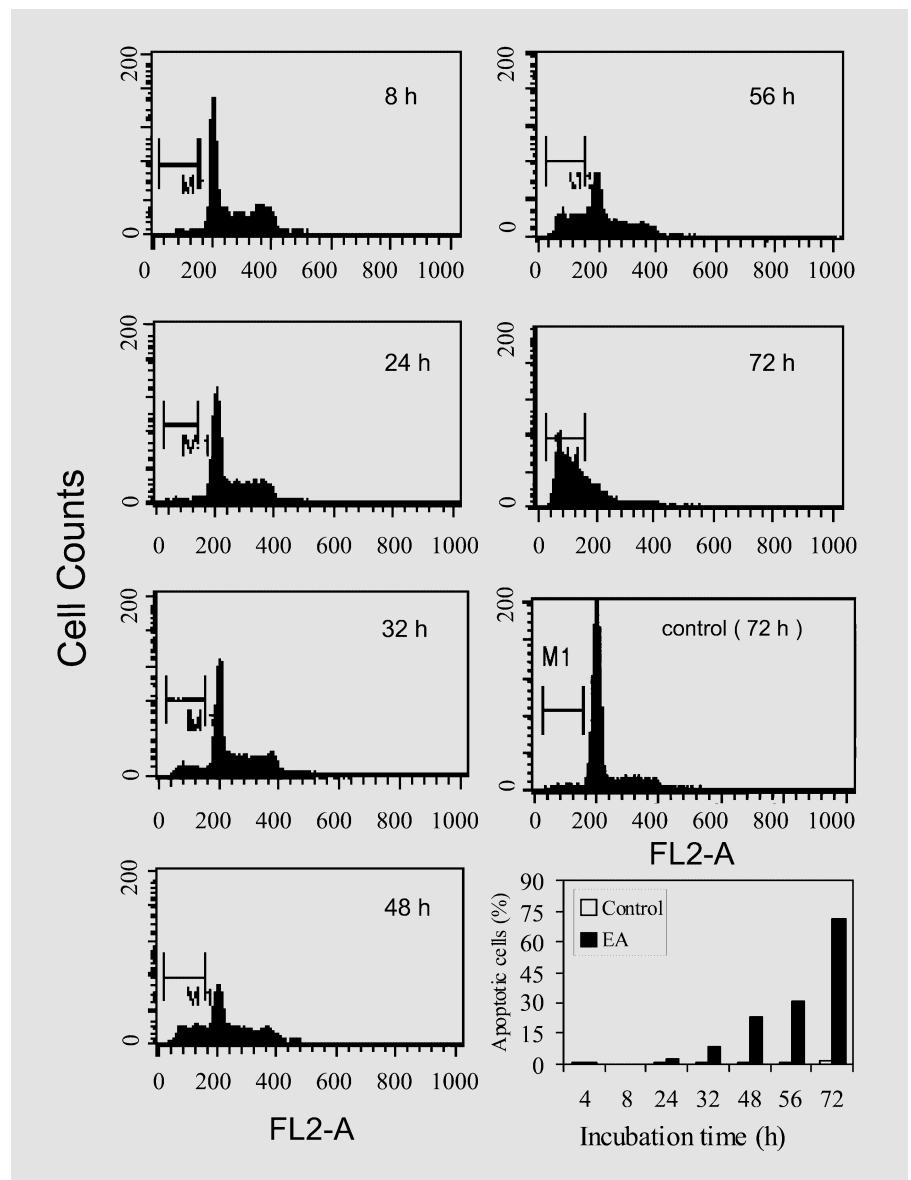 Cell Counts
200
0
8 h
0 200 400 600 800 1000
200
0
24 h
0 200 400 600 800 1000
200
0
32 h
0 200 400 600 800 1000
200
0
48 h
0 200 400 600 800 1000
FL2-A
200
0
56 h
0 200 400 600 800 1000
200
0
72 h
0 200 400 600 800 1000
200
0
control ( 72 h )
M1
0 200 400 600 800 1000
FL2-A
Apoptotic cells (%)
90
75
60
45
30
15
0
Control
EA
4 8 24 32 48 56 72
Incubation time (h)